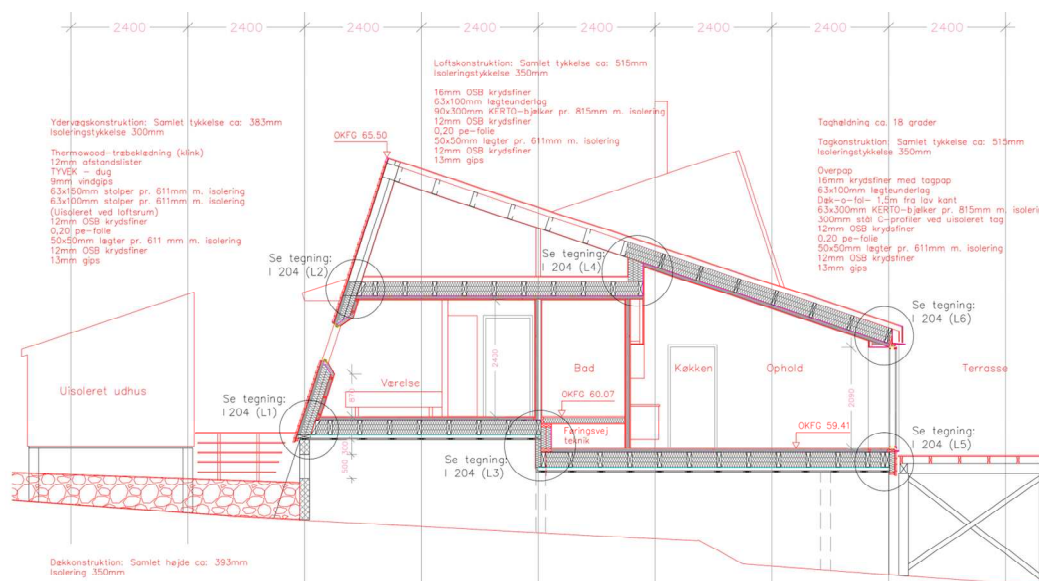 2400 2400 2400 2400 2400 2400 2400 2400
Loftskonstruktion: Samlet tykkelse ca: 515mm
Isoleringstykkelse 350mm
16mm OSB krydsfiner
63x100mm lægteunderlag
90x300mm KERTO-bjælker pr. 815mm m. isolering
12mm OSB krydsfiner
0,20 pe-folie
50x50mm lægter pr. 611mm m. isolering
12mm OSB krydsfiner
13mm gips
Ydervægskonstruktion: Samlet tykkelse ca: 383mm
Isoleringstykkelse 300mm
Thermowood-træbeklædning (klink)
12mm afstandslister
TYVEK - dug
9mm vindgips
63x150mm stolper pr. 611mm m. isolering
63x100mm stolper pr. 611mm m. isolering
(Uisoleret ved loftsrum)
12mm OSB krydsfiner
0,20 pe-folie
50x50mm lægter pr. 611 mm m. isolering
12mm OSB krydsfiner
13mm gips
Taghældning ca. 18 grader
Tagkonstruktion: Samlet tykkelse ca: 515mm
Isoleringstykkelse 350mm
Overpap
16mm krydsfiner med tagpap
63x100mm lægteunderlag
Døk-o-fol- 1,5m fra lav kant
63x300mm KERTO-bjælker pr. 815mm m. isolering
300mm stål C-profiler ved uisoleret tag
12mm OSB krydsfiner
0,20 pe-folie
50x50mm lægter pr. 611mm m. isolering
12mm OSB krydsfiner
13mm gips
OKFG 65.50
Se tegning:
I 204 (L2)
Se tegning:
I 204 (L4)
Se tegning:
I 204 (L6)
Uisoleret udhus
Værelse
2430
Bad
Køkken
Ophold
2090
Terrasse
870
OKFG 60.07
Se tegning:
I 204 (L1)
Føringsvej
teknik
OKFG 59.41
Se tegning:
I 204 (L5)
Se tegning:
I 204 (L3)
300
500
Dækkonstruktion: Samlet højde ca: 393mm
Isolering 350mm